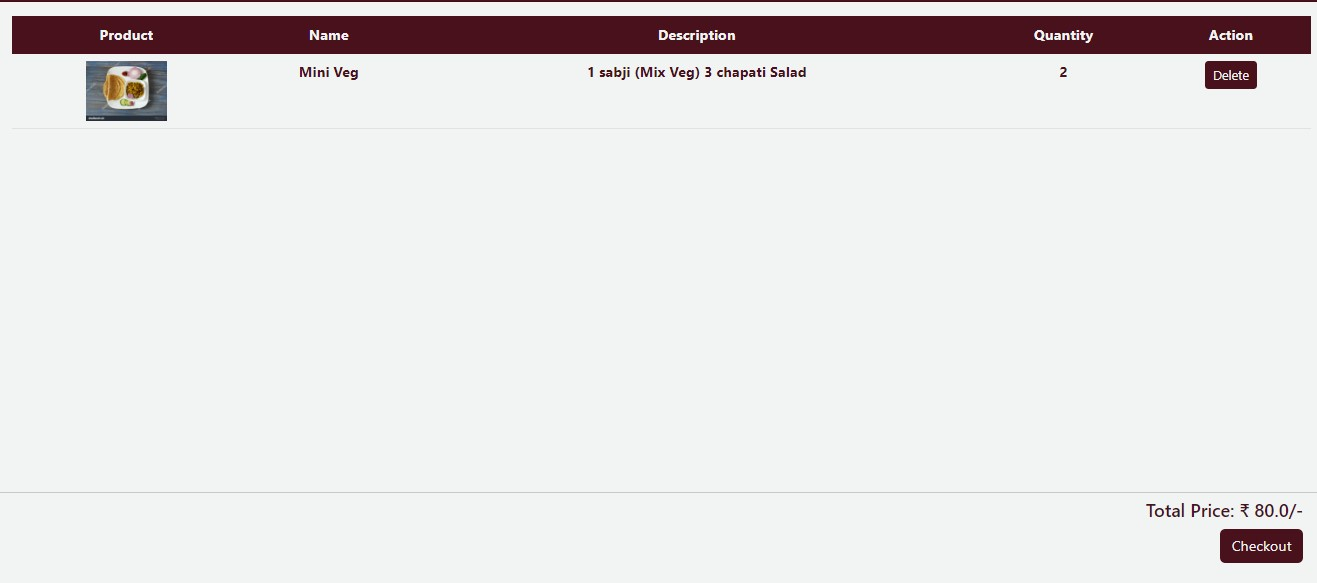 Product Name Description Quantity Action
Mini Veg 1 sabji (Mix Veg) 3 chapati Salad 2 Delete
Total Price: ₹ 80.0/-
Checkout